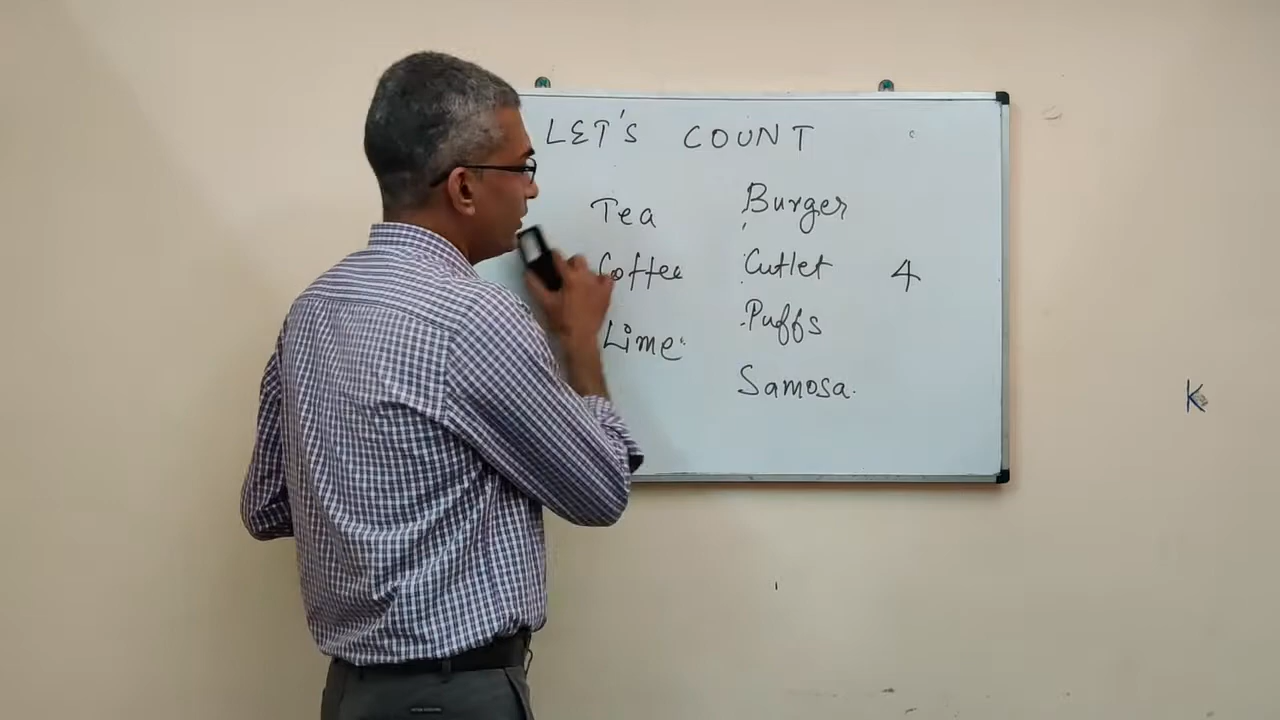 LET'S COUNT
Tea Burger
Coffee Cutlet 4
Lime Puffs
Samosa.
K